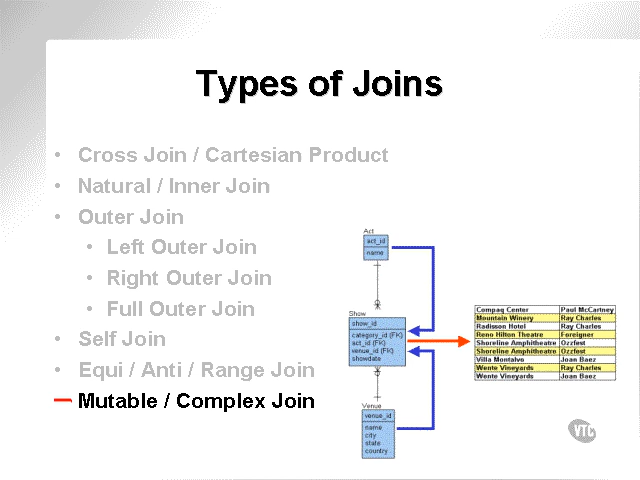 Types of Joins
• Cross Join / Cartesian Product
• Natural / Inner Join
• Outer Join
• Left Outer Join
• Right Outer Join
• Full Outer Join
• Self Join
• Equi / Anti / Range Join
Mutable / Complex Join
Act
act_id
name
Show
show_id
category_id (FK)
act_id (FK)
venue_id (FK)
showdate
Venue
venue_id
name
city
state
country
Compaq Center Paul McCartney
Mountain Winery Ray Charles
Radisson Hotel Ray Charles
Reno Hilton Theatre Foreigner
Shoreline Amphitheatre Ozzfest
Shoreline Amphitheatre Ozzfest
Villa Montalvo Joan Baez
Wente Vineyards Ray Charles
Wente Vineyards Joan Baez
VTC